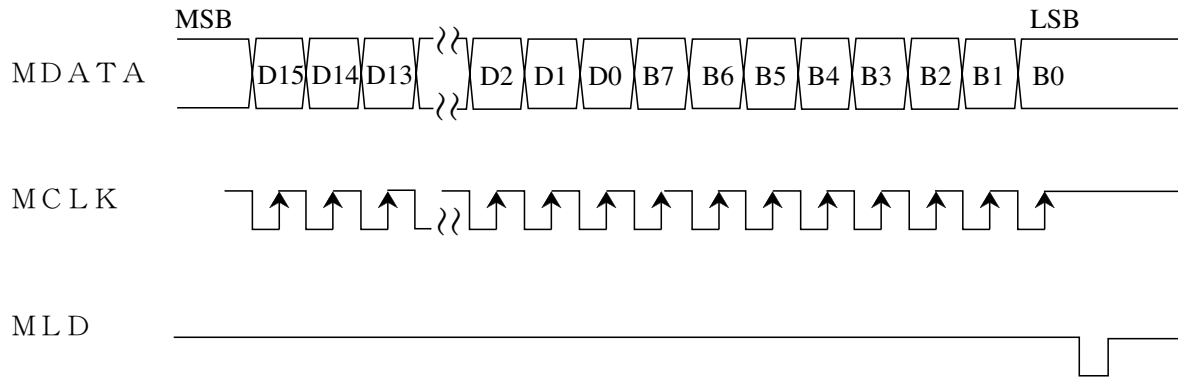 MSB LSB
MDATA D15 D14 D13 D2 D1 D0 B7 B6 B5 B4 B3 B2 B1 B0
MCLK
MLD